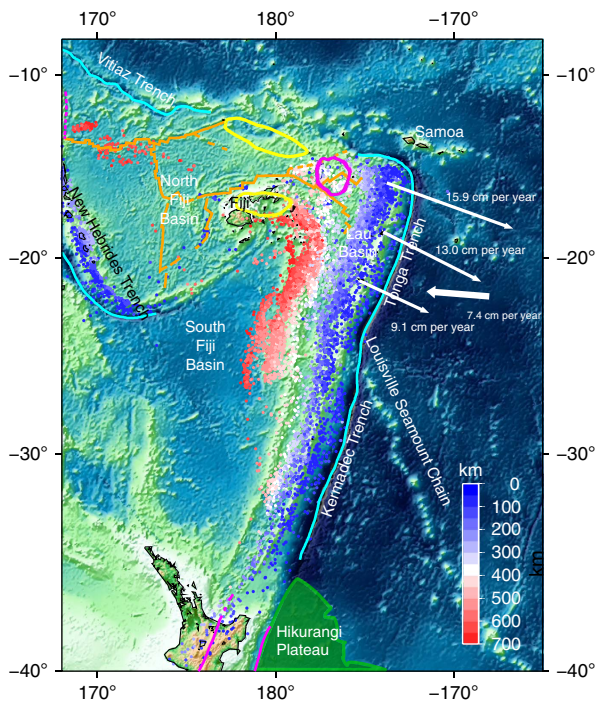 170° 180° −170°
−10° −10°
Vitiaz Trench
Samoa
North
Fiji
Basin
Fiji
New Hebrides Trench
Lau
Basin
15.9 cm per year
13.0 cm per year
−20° −20°
Tonga Trench
7.4 cm per year
9.1 cm per year
South
Fiji
Basin
Louisville Seamount Chain
−30° −30°
Kermadec Trench
km
0
100
200
300
400
500
600
700
km
Hikurangi
Plateau
−40° −40°
170° 180° −170°